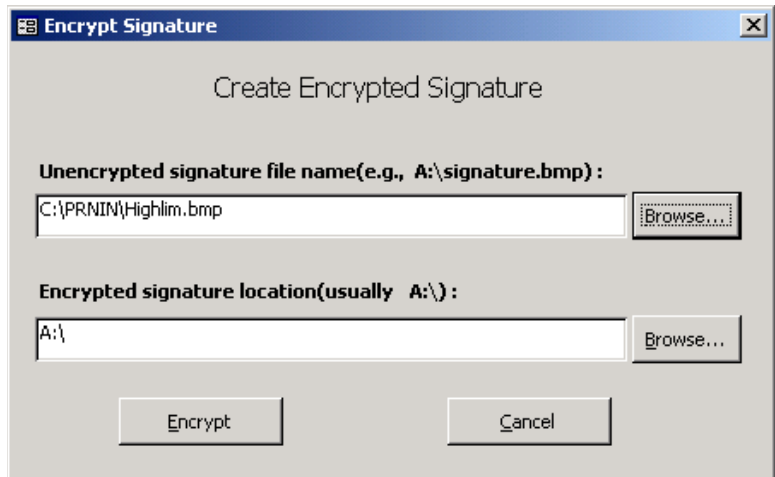 Encrypt Signature
Create Encrypted Signature
Unencrypted signature file name(e.g., A:\signature.bmp) :
C:\PRNIN\Highlim.bmp
Browse...
Encrypted signature location(usually A:\) :
A:\
Browse...
Encrypt Cancel